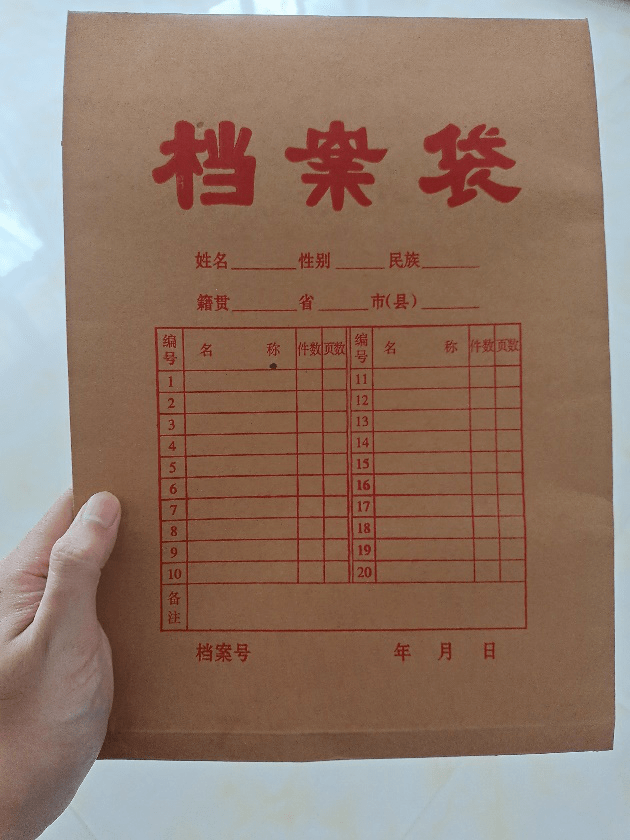 档案袋
姓名 性别 民族
籍贯 省 市(县)
编号 名 称 件数 页数 编号 名 称 件数 页数
1 11
2 12
3 13
4 14
5 15
6 16
7 17
8 18
9 19
10 20
备注
档案号 年 月 日